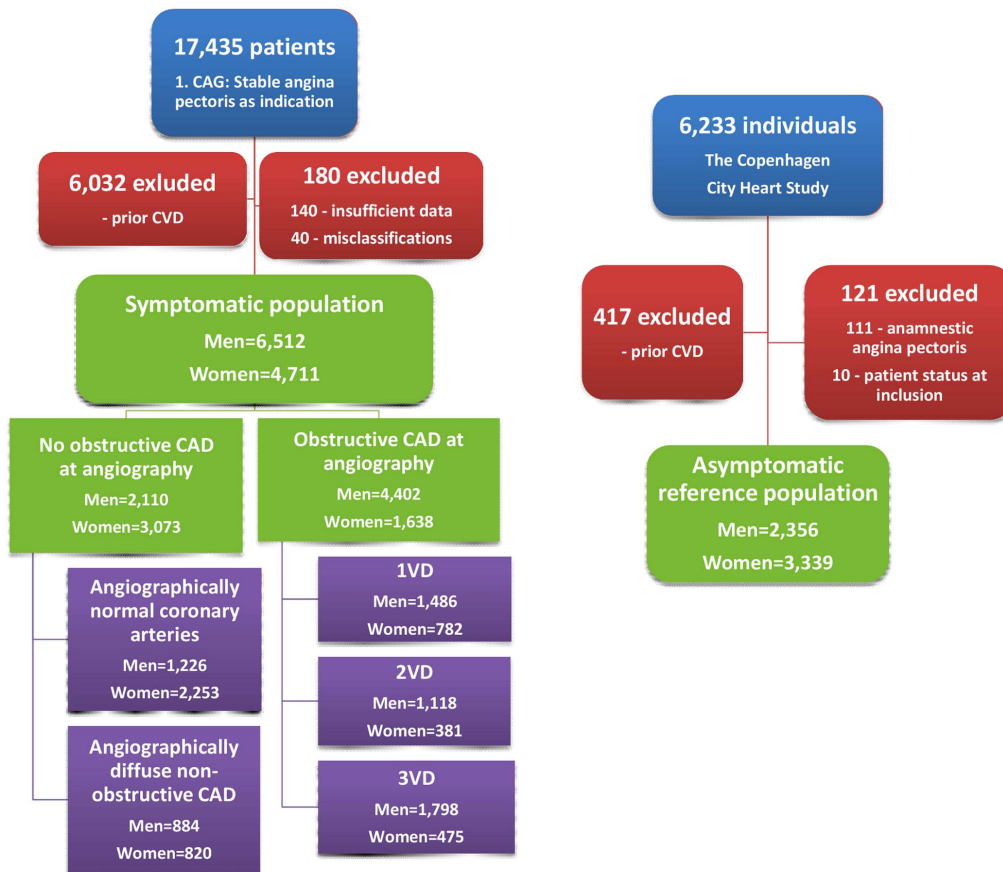 17,435 patients
1. CAG: Stable angina
pectoris as indication
6,032 exluded
- prior CVD
180 excluded
140 - insufficient data
40 - misclassifications
Symptomatic population
Men=6,512
Women=4,711
No obstructive CAD
at angiography
Men=2,110
Women=3,073
Obstructive CAD at
angiography
Men=4,402
Women=1,638
Angiographically
normal coronary
arteries
Men=1,226
Women=2,253
Angiographically
diffuse non-
obstructive CAD
Men=884
Women=820
1VD
Men=1,486
Women=782
2VD
Men=1,118
Women=381
3VD
Men=1,798
Women=475
6,233 individuals
The Copenhagen
City Heart Study
417 excluded
- prior CVD
121 excluded
111 - anamnestic
angina pectoris
10 - patient status at
inclusion
Asymptomatic
reference population
Men=2,356
Women=3,339